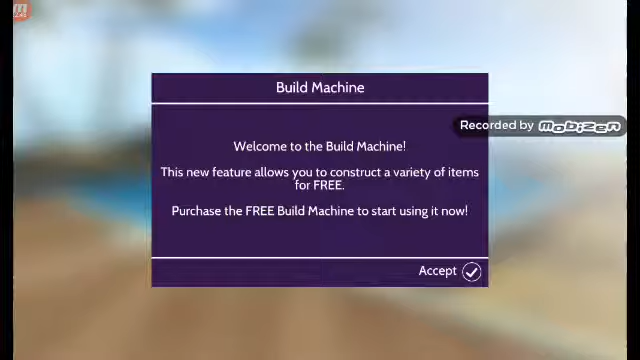 Build Machine
Recorded by mobizen
Welcome to the Build Machine!
This new feature allows you to construct a variety of items
for FREE.
Purchase the FREE Build Machine to start using it now!
Accept